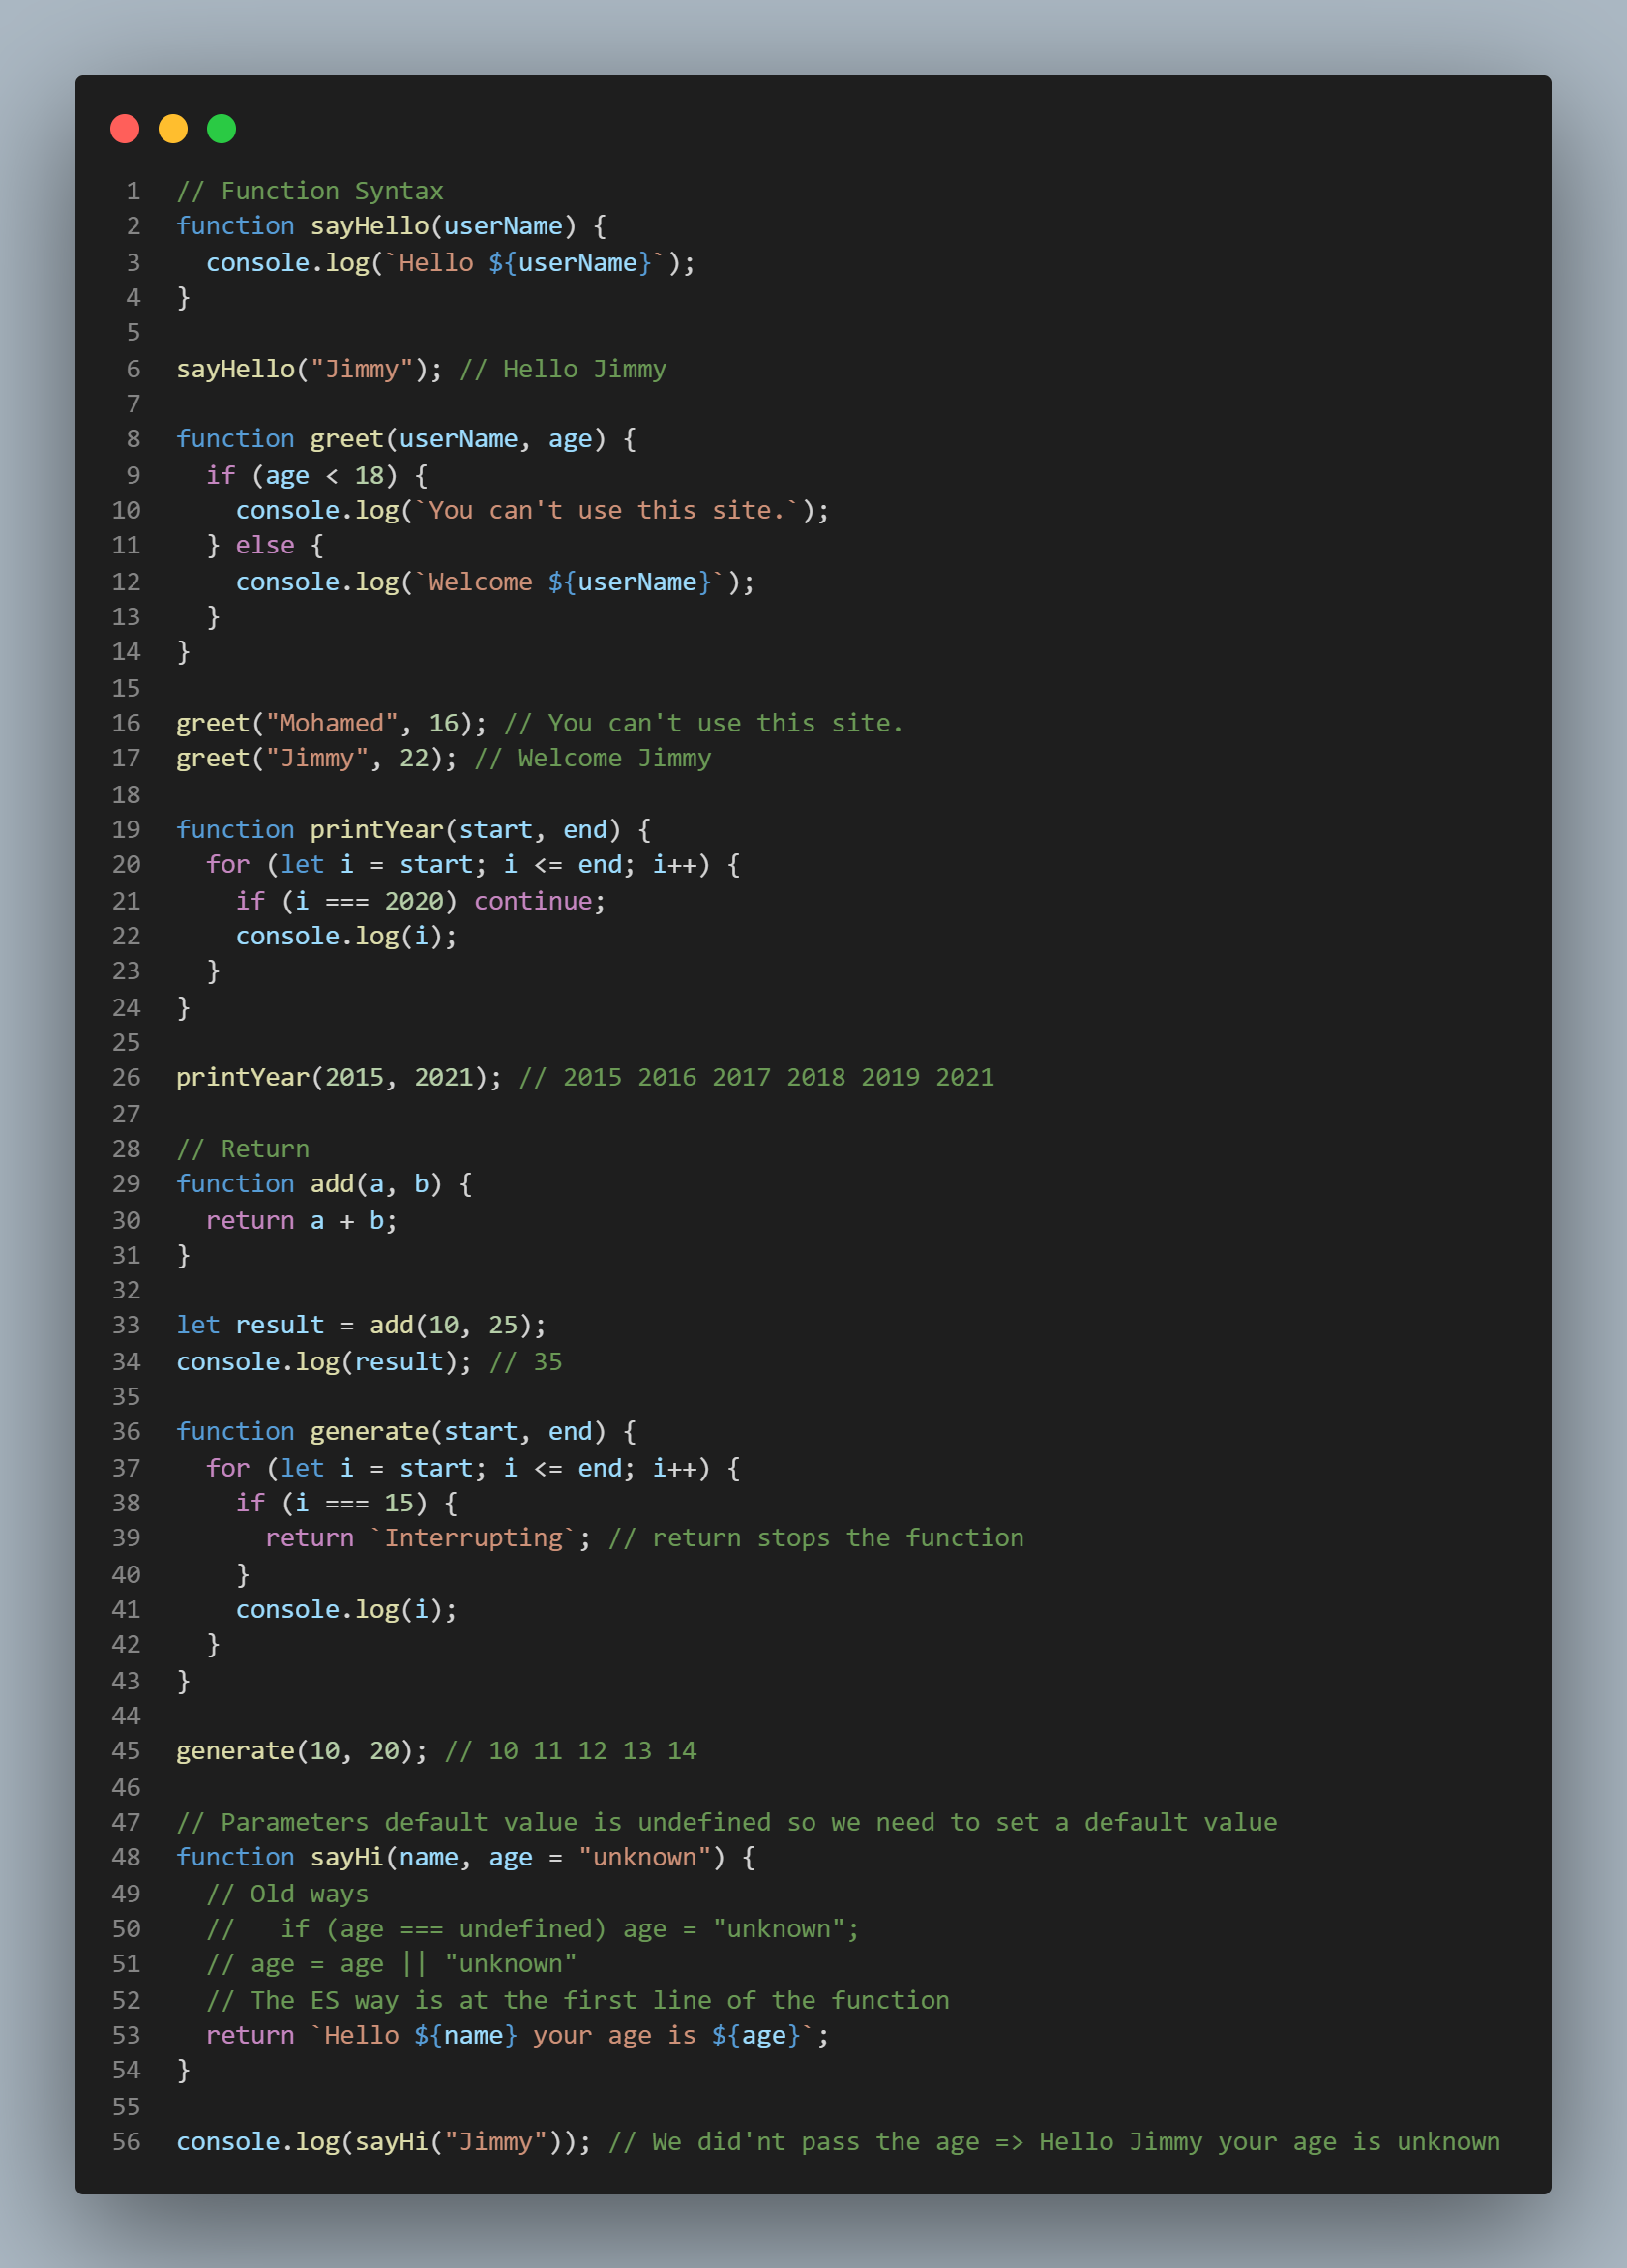 1 // Function Syntax
2 function sayHello(userName) {
3   console.log(`Hello ${userName}`);
4 }
5
6 sayHello("Jimmy"); // Hello Jimmy
7
8 function greet(userName, age) {
9   if (age < 18) {
10     console.log(`You can't use this site.`);
11   } else {
12     console.log(`Welcome ${userName}`);
13   }
14 }
15
16 greet("Mohamed", 16); // You can't use this site.
17 greet("Jimmy", 22); // Welcome Jimmy
18
19 function printYear(start, end) {
20   for (let i = start; i <= end; i++) {
21     if (i === 2020) continue;
22     console.log(i);
23   }
24 }
25
26 printYear(2015, 2021); // 2015 2016 2017 2018 2019 2021
27
28 // Return
29 function add(a, b) {
30   return a + b;
31 }
32
33 let result = add(10, 25);
34 console.log(result); // 35
35
36 function generate(start, end) {
37   for (let i = start; i <= end; i++) {
38     if (i === 15) {
39       return `Interrupting`; // return stops the function
40     }
41     console.log(i);
42   }
43 }
44
45 generate(10, 20); // 10 11 12 13 14
46
47 // Parameters default value is undefined so we need to set a default value
48 function sayHi(name, age = "unknown") {
49   // Old ways
50   //   if (age === undefined) age = "unknown";
51   // age = age || "unknown"
52   // The ES way is at the first line of the function
53   return `Hello ${name} your age is ${age}`;
54 }
55
56 console.log(sayHi("Jimmy")); // We did'nt pass the age => Hello Jimmy your age is unknown